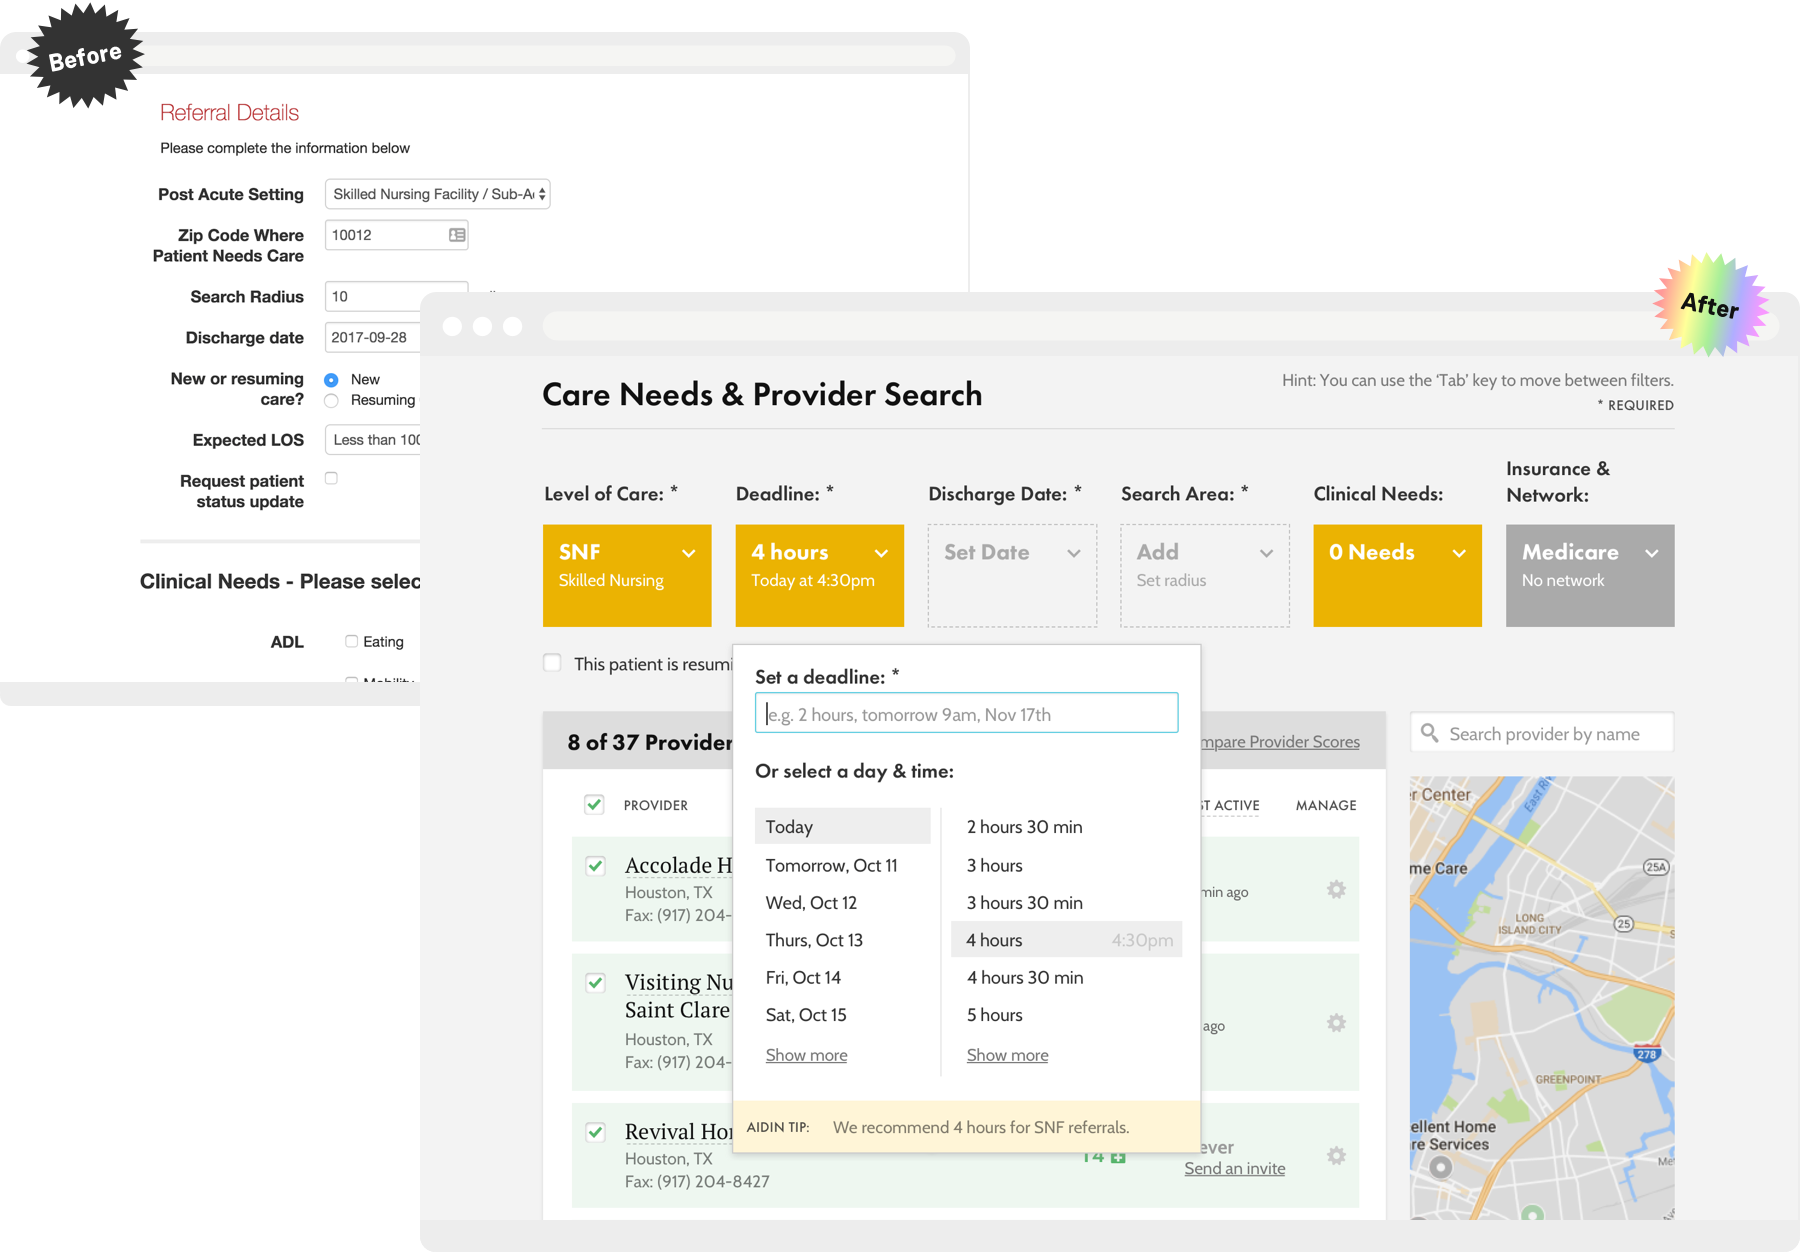 Before
Referral Details
Please complete the information below
Post Acute Setting
Skilled Nursing Facility / Sub-A
Zip Code Where
Patient Needs Care
10012
Search Radius
10
Discharge date
2017-09-28
New or resuming
care?
New
Resuming
Expected LOS
Less than 100
Request patient
status update
Clinical Needs - Please selec
ADL
Eating
Mobility
After
Care Needs & Provider Search
Hint: You can use the ‘Tab’ key to move between filters.
* REQUIRED
Level of Care: *
SNF
Skilled Nursing
Deadline: *
4 hours
Today at 4:30pm
Discharge Date: *
Set Date
Search Area: *
Add
Set radius
Clinical Needs:
0 Needs
Insurance &
Network:
Medicare
No network
This patient is resumi
Set a deadline: *
e.g. 2 hours, tomorrow 9am, Nov 17th
Or select a day & time:
Today
Tomorrow, Oct 11
Wed, Oct 12
Thurs, Oct 13
Fri, Oct 14
Sat, Oct 15
Show more
2 hours 30 min
3 hours
3 hours 30 min
4 hours 4:30pm
4 hours 30 min
5 hours
Show more
AIDIN TIP: We recommend 4 hours for SNF referrals.
8 of 37 Provider
mpare Provider Scores
PROVIDER
ST ACTIVE
MANAGE
Accolade H
Houston, TX
Fax: (917) 204-
min ago
Visiting Nu
Saint Clare
Houston, TX
Fax: (917) 204-
ago
Revival Ho
Houston, TX
Fax: (917) 204-8427
14
ever
Send an invite
Search provider by name
r Center
East Riv
me Care
25A
LONG
ISLAND CITY
25
278
GREENPOINT
ellent Home
re Services
Me